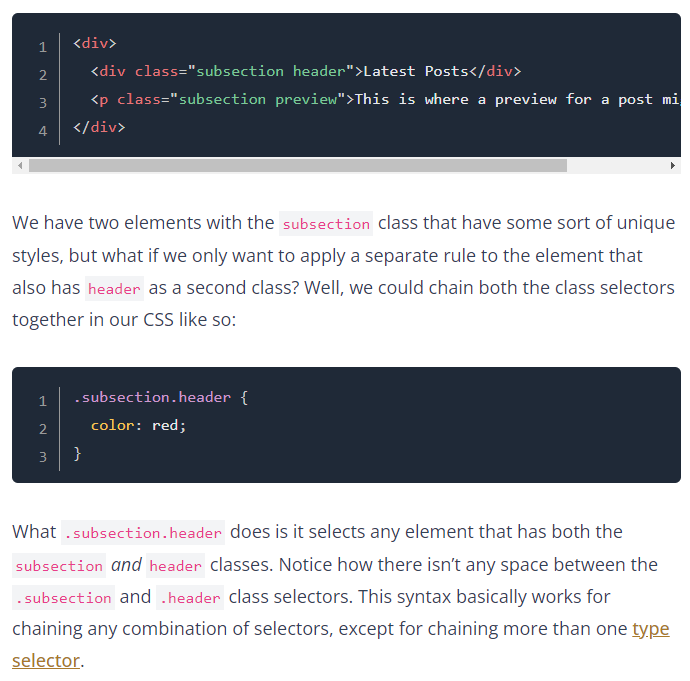 1 <div>
2   <div class="subsection header">Latest Posts</div>
3   <p class="subsection preview">This is where a preview for a post
4 </div>
We have two elements with the subsection class that have some sort of unique
styles, but what if we only want to apply a separate rule to the element that
also has header as a second class? Well, we could chain both the class selectors
together in our CSS like so:
1 .subsection.header {
2   color: red;
3 }
What .subsection.header does is it selects any element that has both the
subsection and header classes. Notice how there isn’t any space between the
.subsection and .header class selectors. This syntax basically works for
chaining any combination of selectors, except for chaining more than one type
selector.